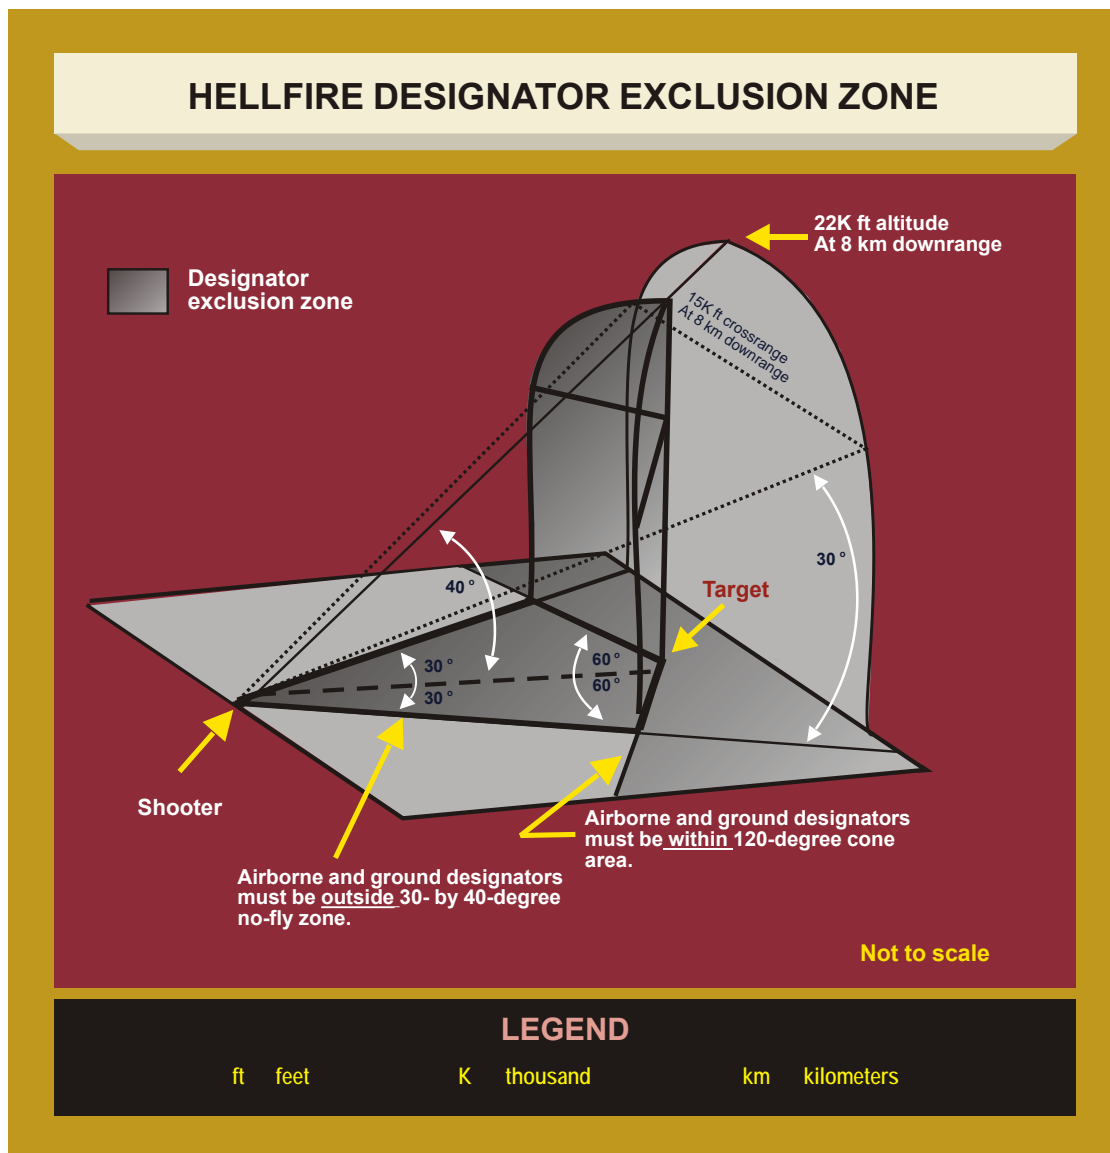 HELLFIRE DESIGNATOR EXCLUSION ZONE
22K ft altitude
At 8 km downrange
Designator
exclusion zone
15K ft crossrange
At 8 km downrange
40 °
30 °
Target
30 °
30 °
60 °
60 °
Shooter
Airborne and ground designators
must be within 120-degree cone
area.
Airborne and ground designators
must be outside 30- by 40-degree
no-fly zone.
Not to scale
LEGEND
ft feet K thousand km kilometers